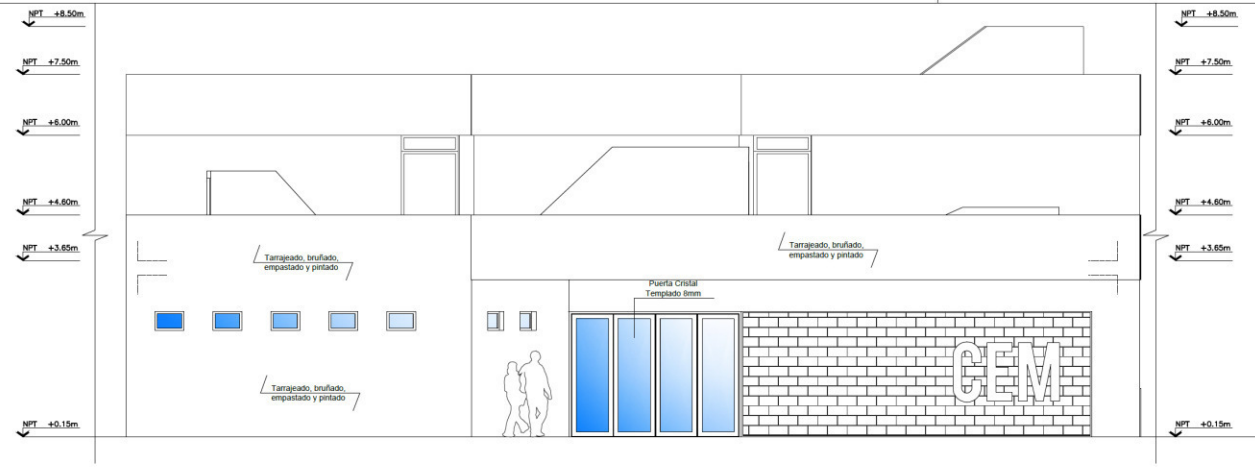 NPT +8.50m
NPT +8.50m
NPT +7.50m
NPT +7.50m
NPT +6.00m
NPT +6.00m
NPT +4.60m
NPT +4.60m
NPT +3.65m
Tarrajeado, bruñado,
empastado y pintado
Tarrajeado, bruñado,
empastado y pintado
NPT +3.65m
Puerta Cristal
Templado 8mm
CEM
Tarrajeado, bruñado,
empastado y pintado
NPT +0.15m
NPT +0.15m